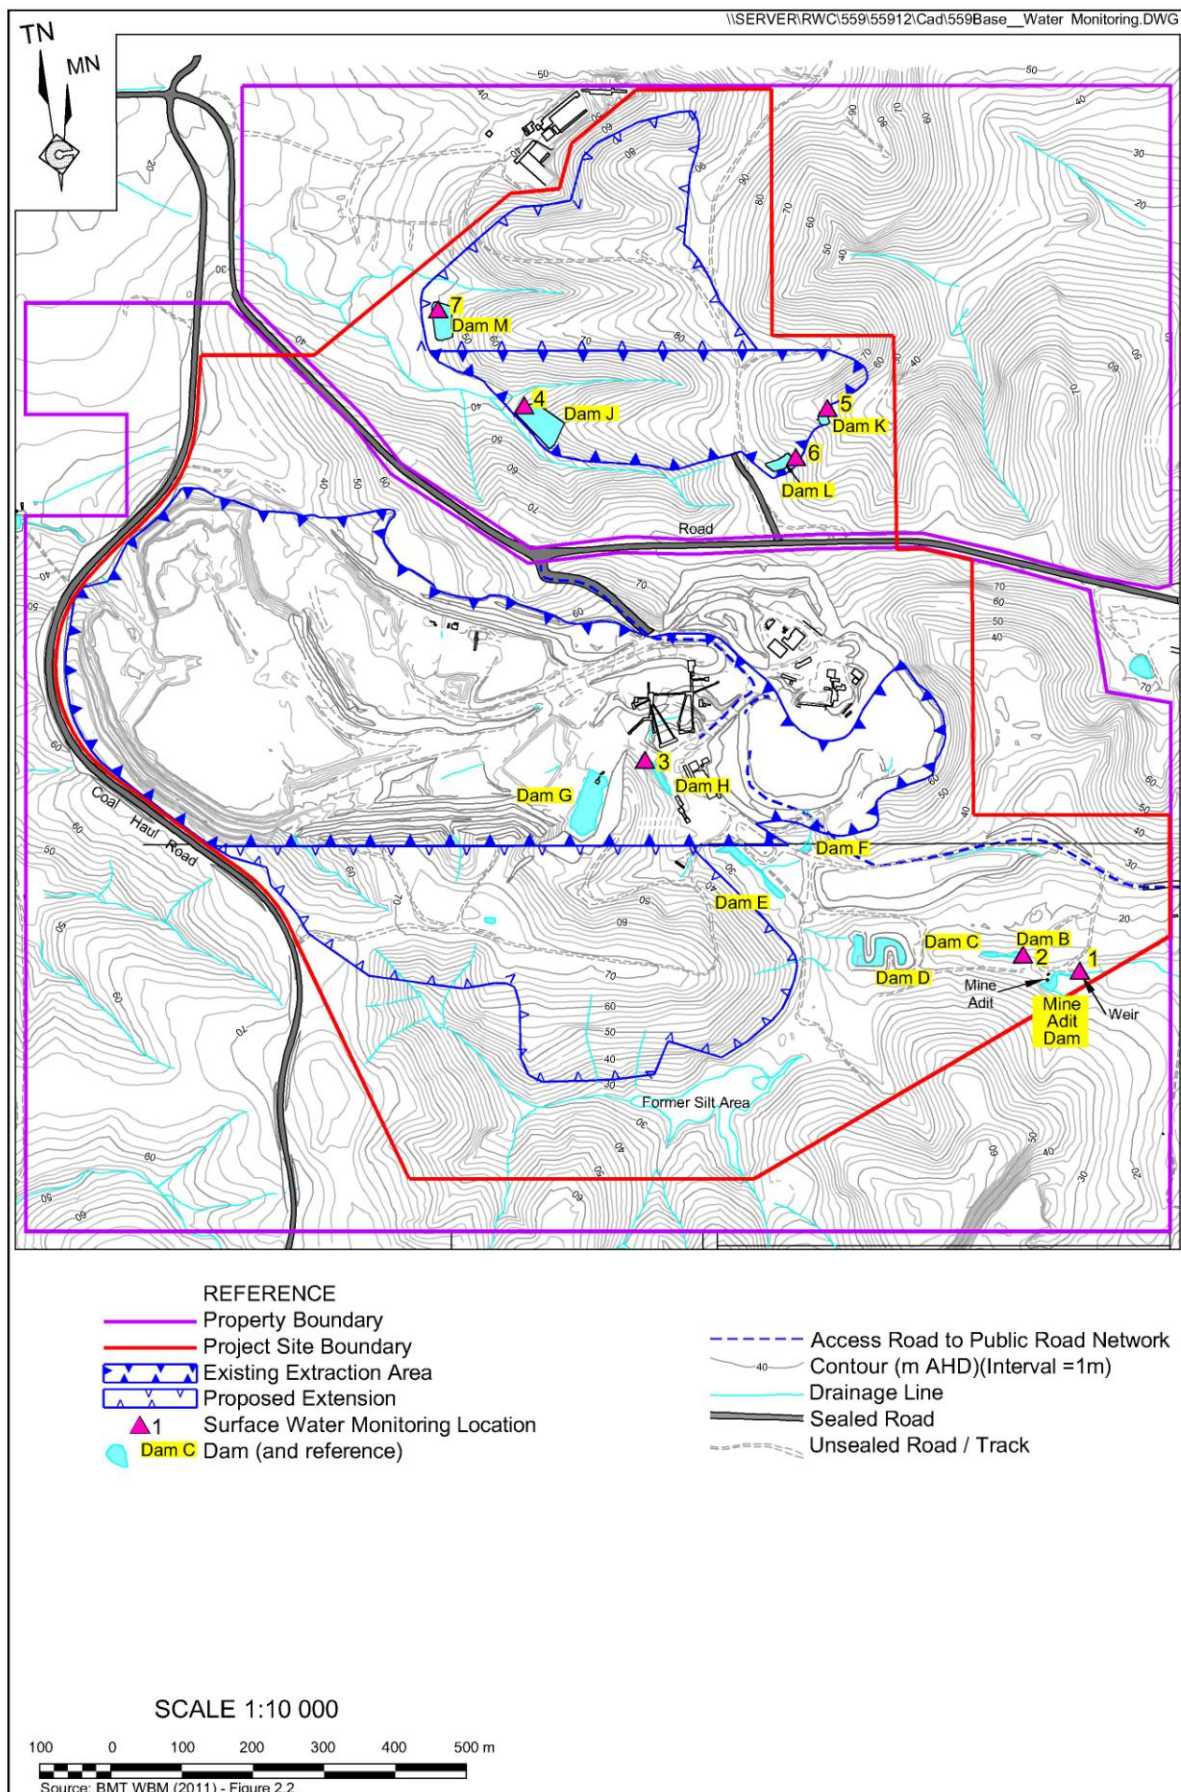 \\SERVER\RWC\559\55912\Cad\559Base__Water Monitoring.DWG
TN
MN
7
Dam M
4
Dam J
5
Dam K
6
Dam L
Road
3
Dam G
Dam H
Coal
Haul
Road
Dam F
Dam E
Dam C
Dam B
2
1
Dam D
Mine
Adit
Mine
Adit
Dam
Weir
Former Silt Area
REFERENCE
Property Boundary
Project Site Boundary
Existing Extraction Area
Proposed Extension
1 Surface Water Monitoring Location
Dam C Dam (and reference)
Access Road to Public Road Network
40 Contour (m AHD)(Interval =1m)
Drainage Line
Sealed Road
Unsealed Road / Track
SCALE 1:10 000
100 0 100 200 300 400 500 m
Source: BMT WBM (2011) - Figure 2.2